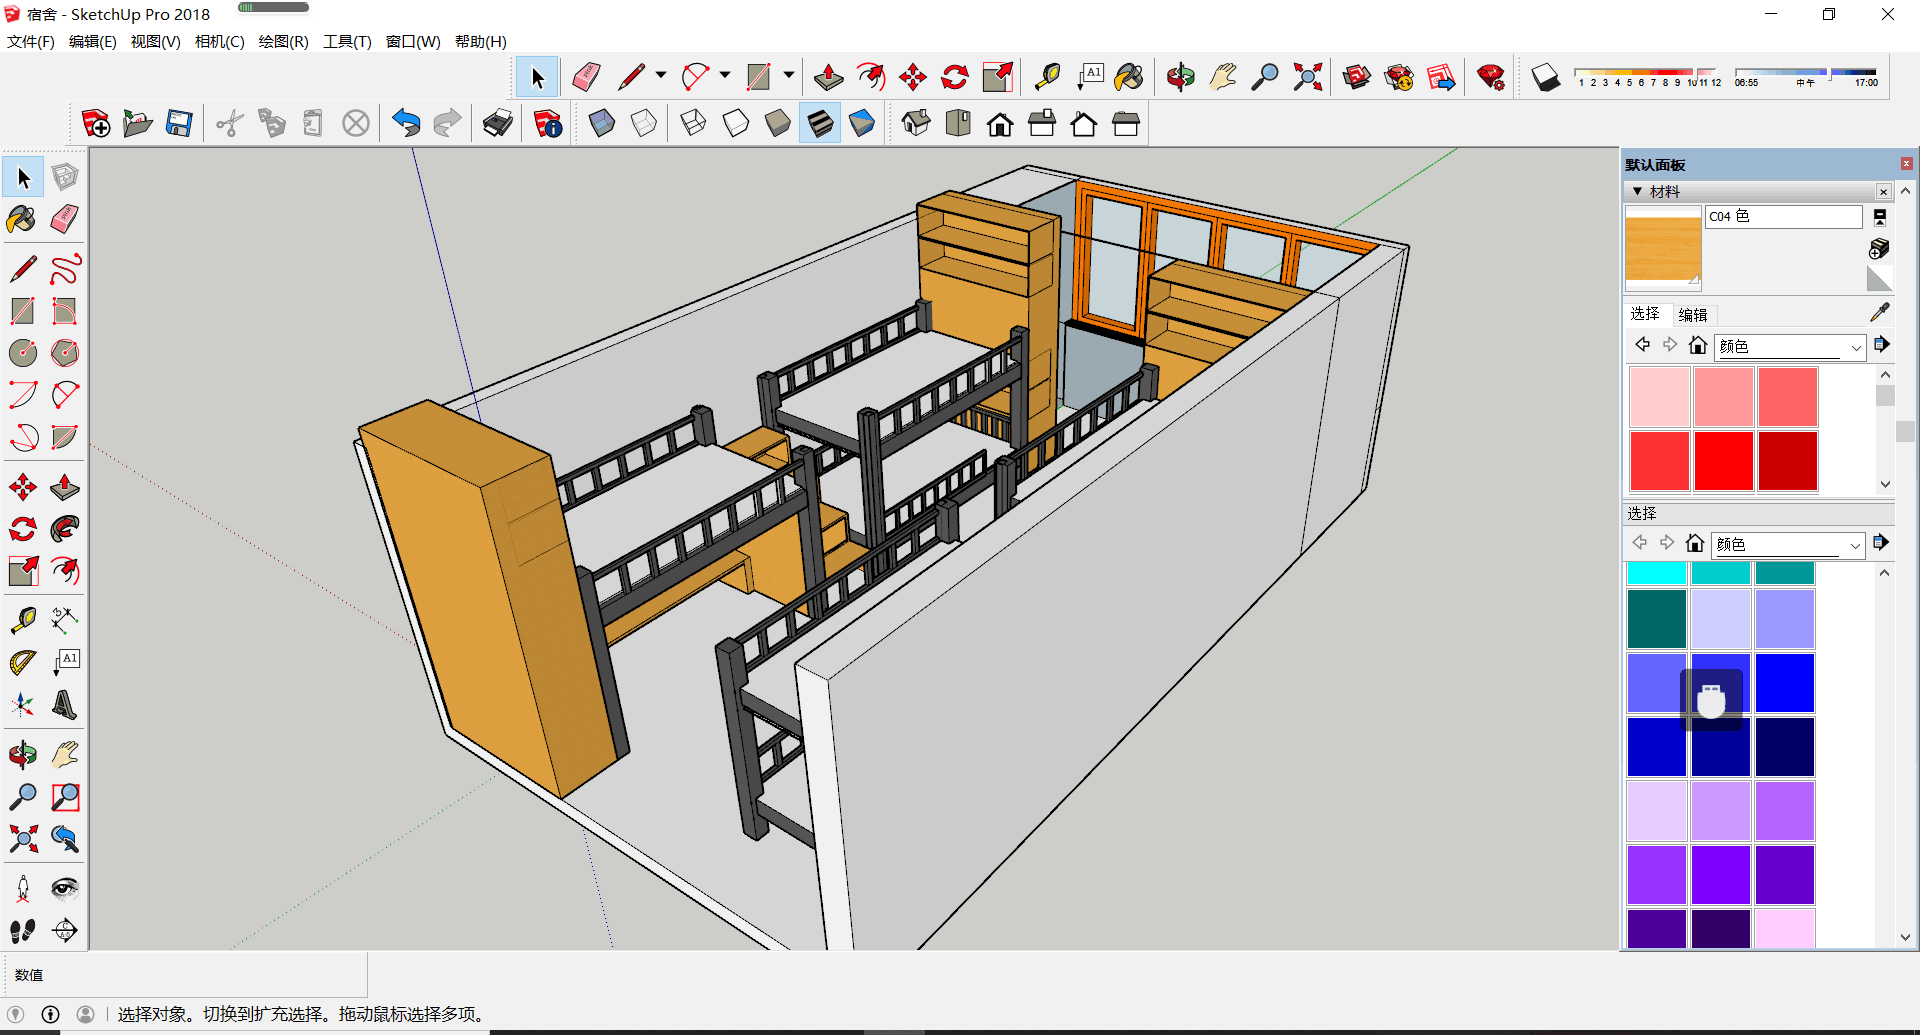 宿舍 - SketchUp Pro 2018
文件(F) 编辑(E) 视图(V) 相机(C) 绘图(R) 工具(T) 窗口(W) 帮助(H)
A1
1 2 3 4 5 6 7 8 9 10 11 12
06:55 中午 17:00
默认面板
材料
C04 色
选择 编辑
颜色
选择
颜色
A1
数值
选择对象。切换到扩充选择。拖动鼠标选择多项。